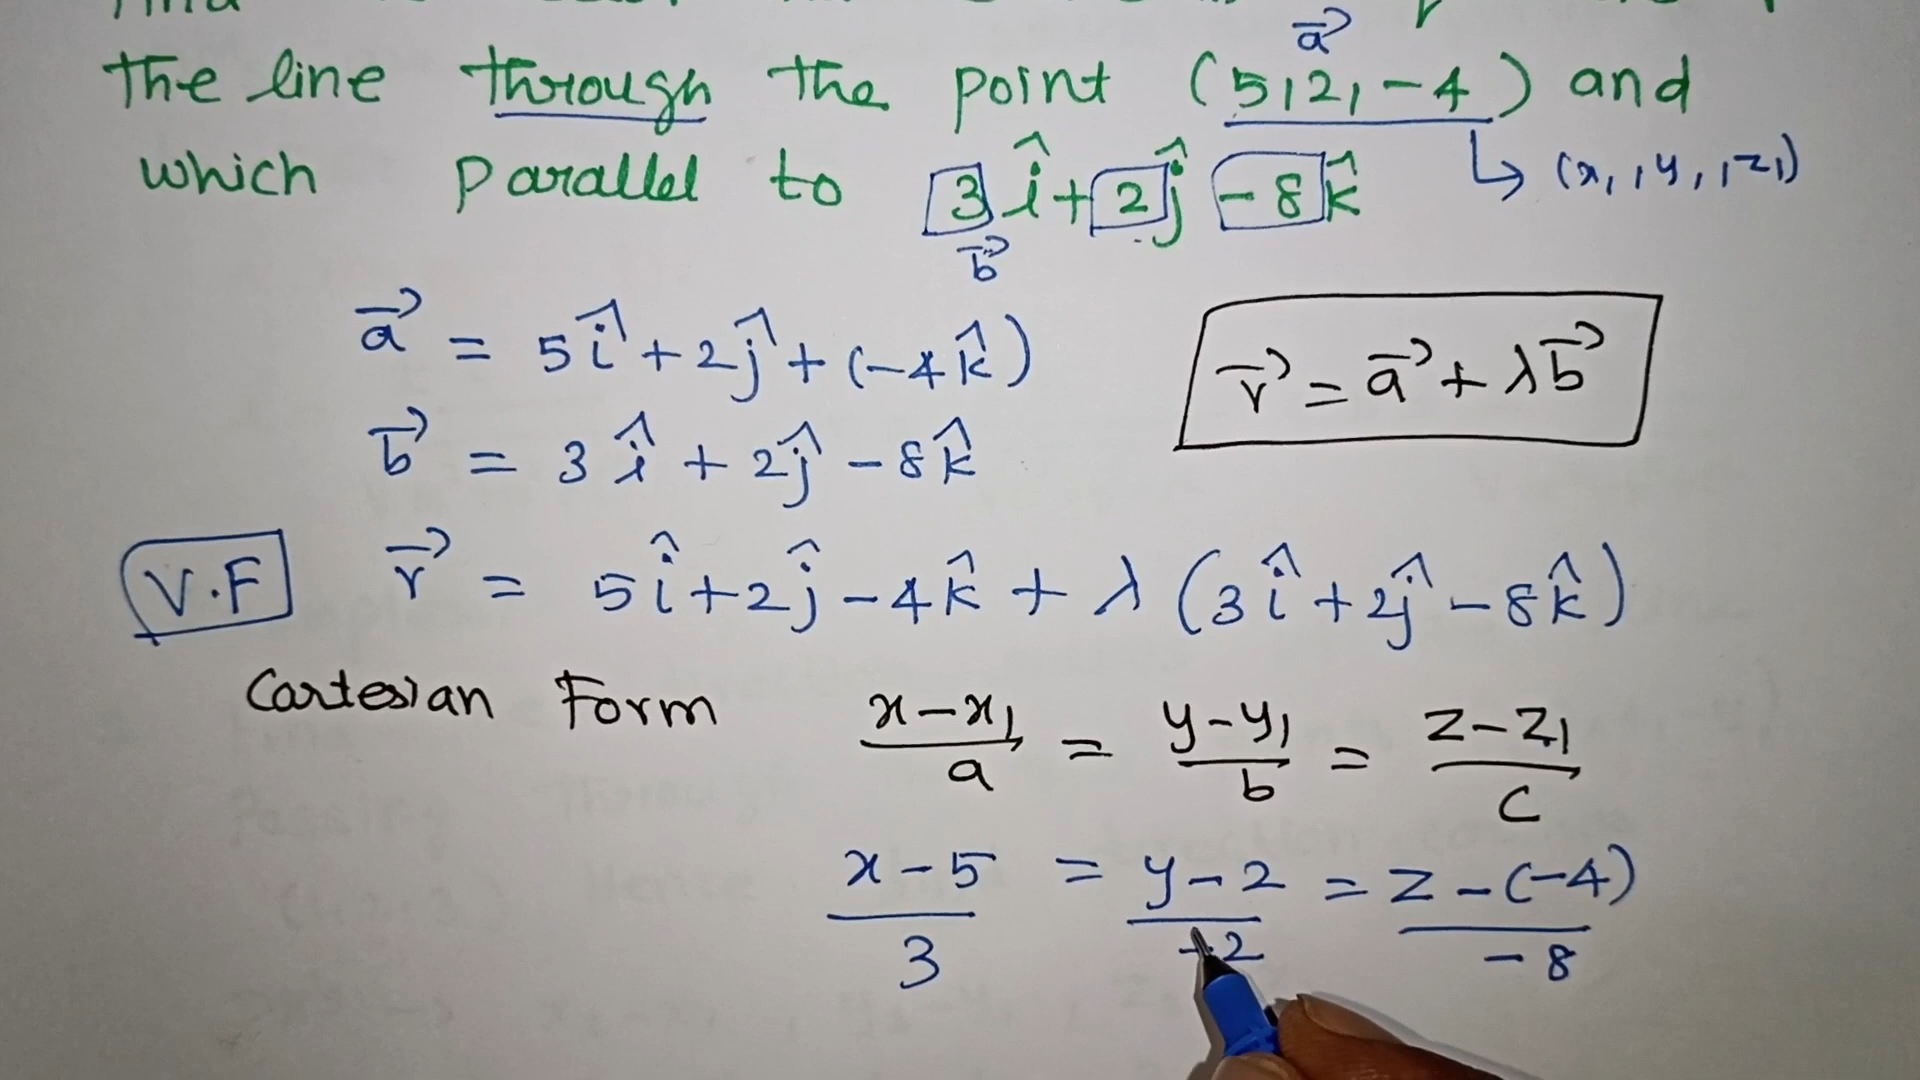 a⃗
the line through the point (5,2,-4) and
↳ (x₁, y₁, z₁)
which parallel to 3î+2ĵ-8k̂
b⃗
a⃗ = 5î+2ĵ+(-4k̂)
r⃗ = a⃗ + λb⃗
b⃗ = 3î + 2ĵ - 8k̂
V.F r⃗ = 5î+2ĵ-4k̂ + λ (3î+2ĵ-8k̂)
Cartesian Form x-x₁/a = y-y₁/b = z-z₁/c
x-5/3 = y-2/+2 = z-(-4)/-8